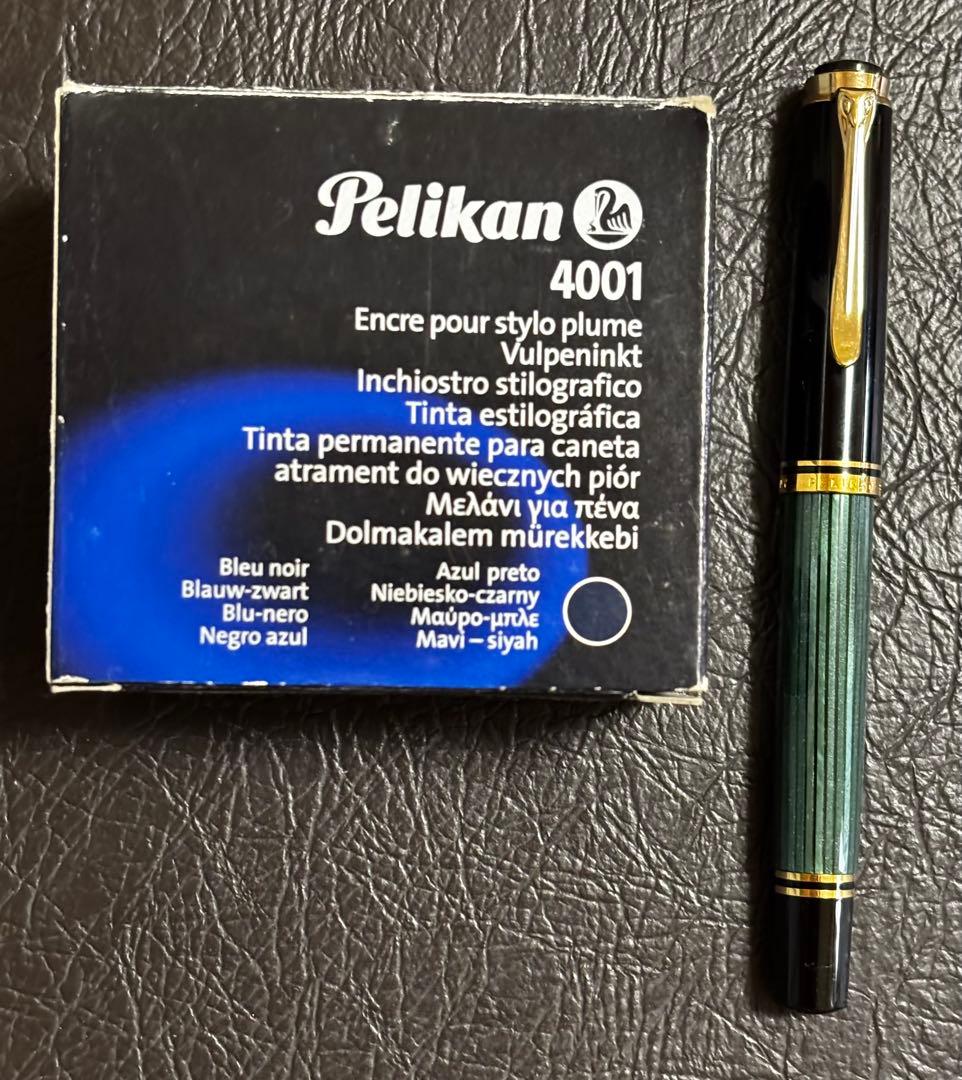 Pelikan
4001
Encre pour stylo plume
Vulpeninkt
Inchiostro stilografico
Tinta estilográfica
Tinta permanente para caneta
atrament do wiecznych piór
Μελάνι για πένα
Dolmakalem mürekkebi
Bleu noir
Blauw-zwart
Blu-nero
Negro azul
Azul preto
Niebiesko-czarny
Μαύρο-μπλε
Mavi – siyah
PELIKAN